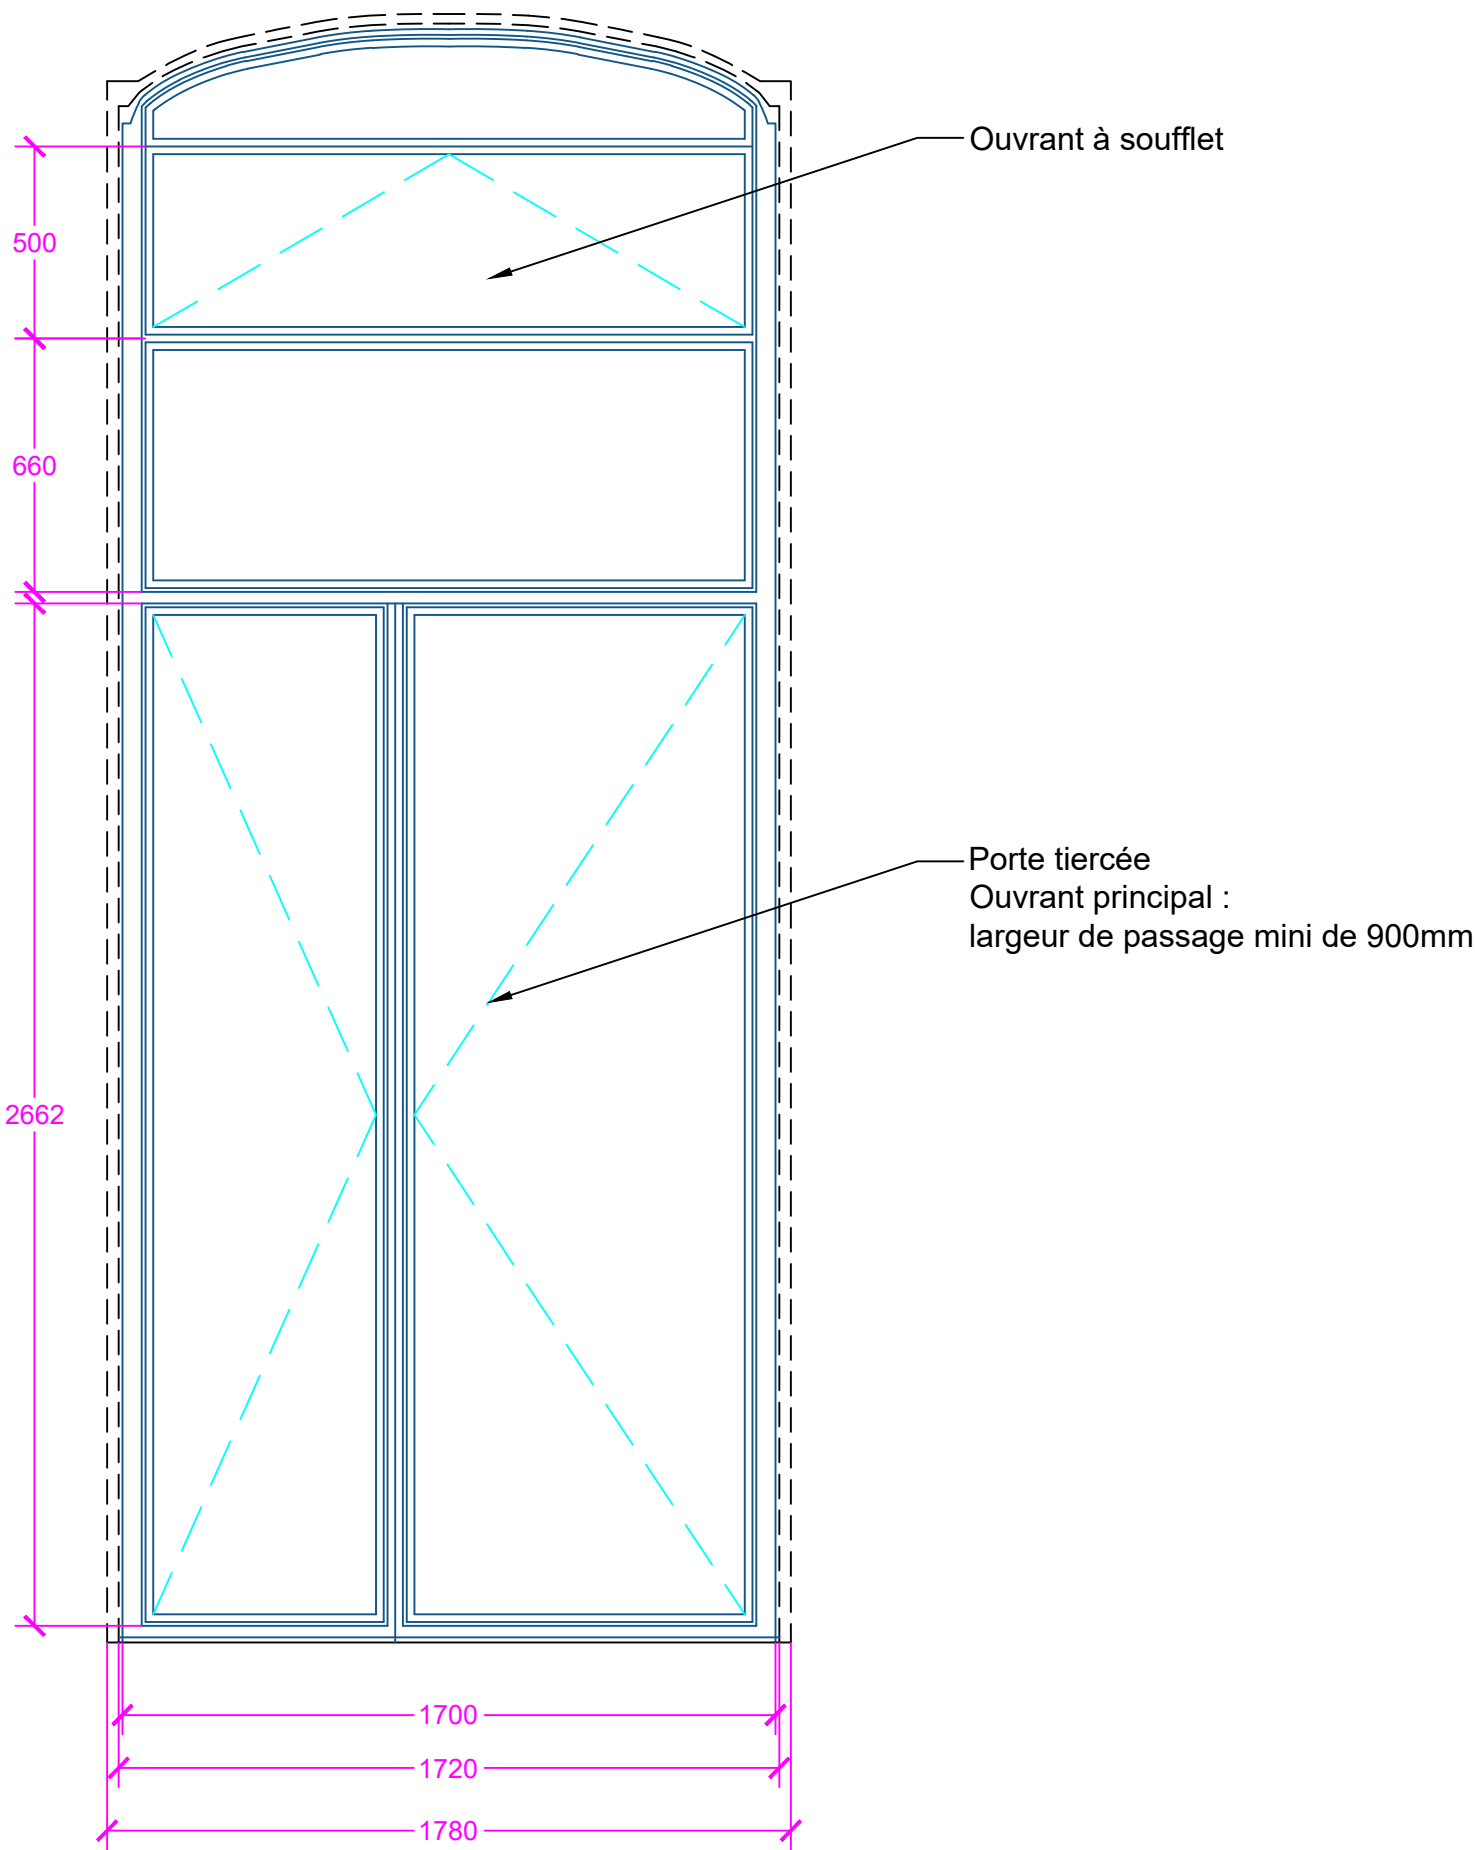 Ouvrant à soufflet
500
660
Porte tiercée
Ouvrant principal :
largeur de passage mini de 900mm
2662
1700
1720
1780